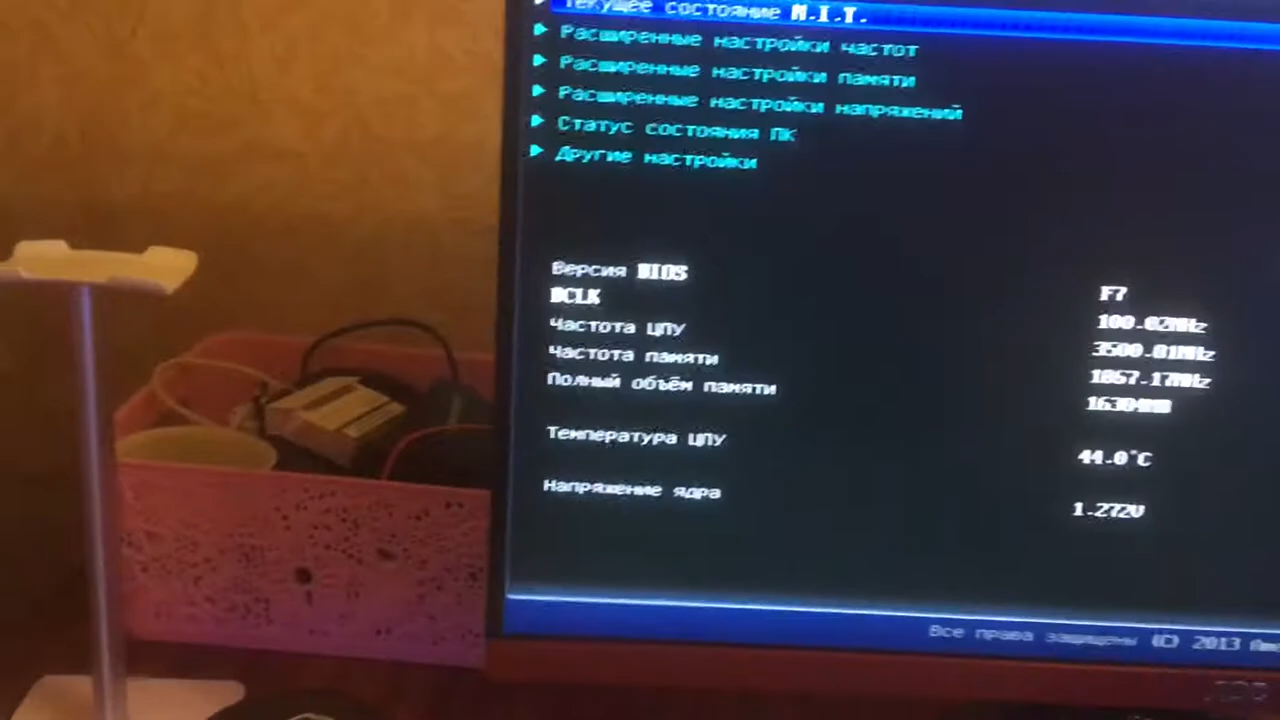 Текущее состояние M.I.T.
Расширенные настройки частот
Расширенные настройки памяти
Расширенные настройки напряжений
Статус состояния ПК
Другие настройки
Версия BIOS F7
BCLK 100.02MHz
Частота ЦПУ 3500.81MHz
Частота памяти 1867.17MHz
Полный объём памяти 16304MB
Температура ЦПУ 44.0°C
Напряжение ядра 1.272V
Все права защищены (C) 2013